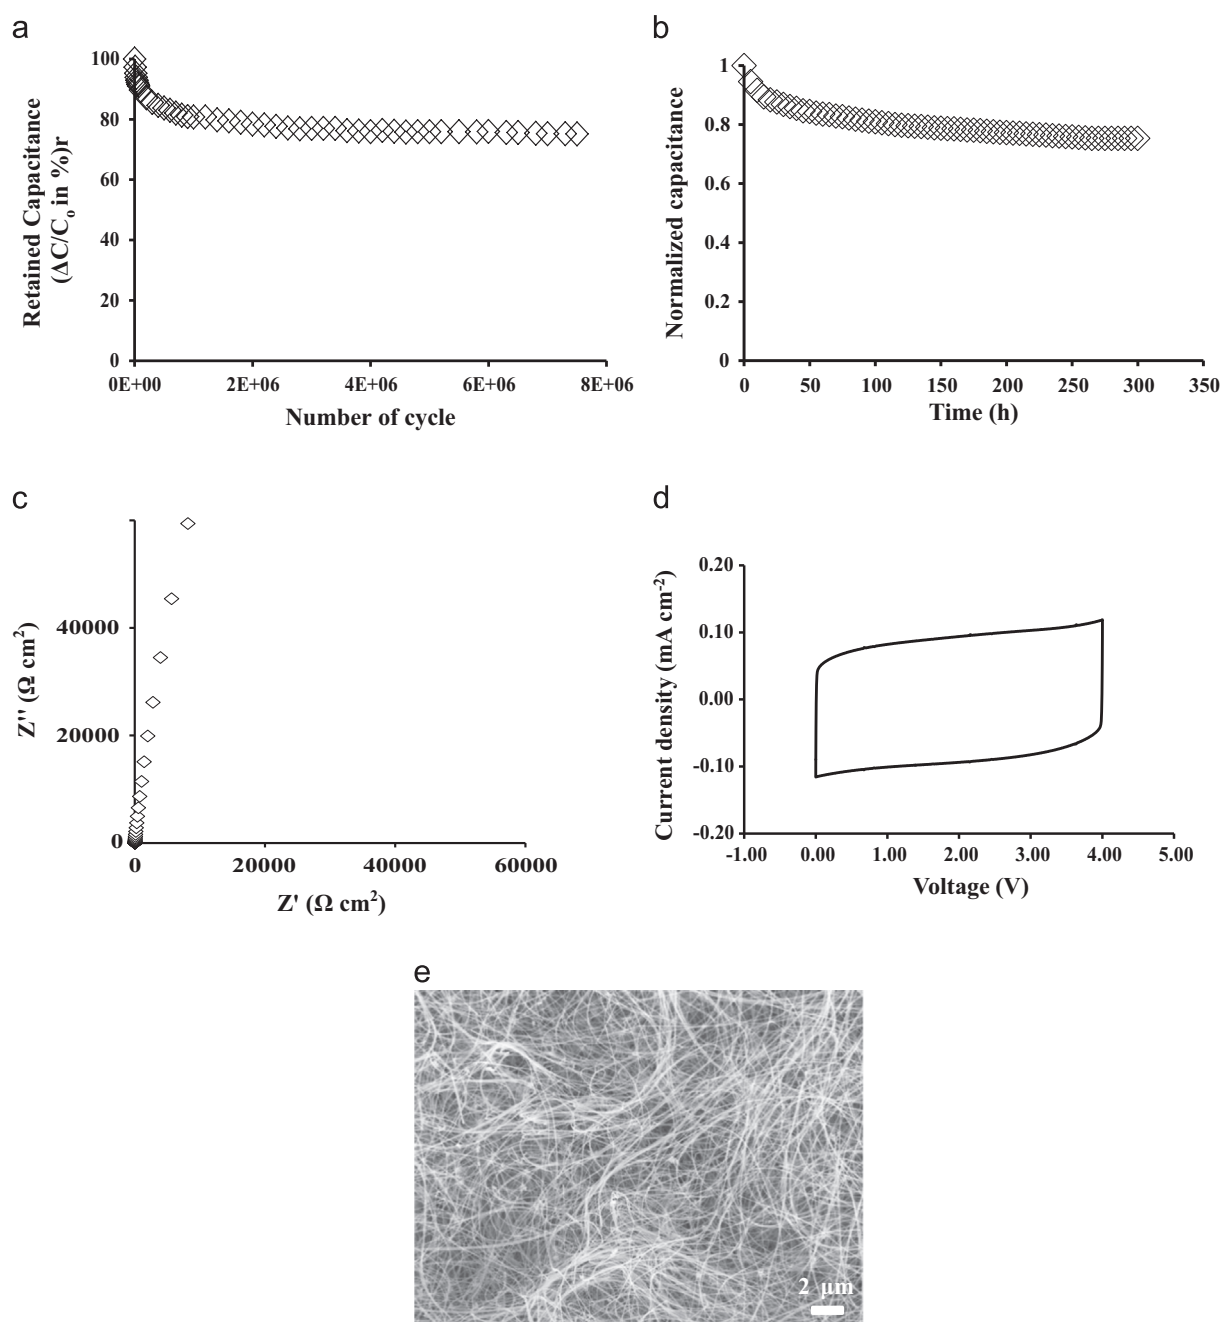 a
100
80
60
40
20
0
Retained Capacitance
(ΔC/Co in %)r
0E+00 2E+06 4E+06 6E+06 8E+06
Number of cycle
b
1
0.8
0.6
0.4
0.2
0
Normalized capacitance
0 50 100 150 200 250 300 350
Time (h)
c
40000
20000
0
Z'' (Ω cm²)
0 20000 40000 60000
Z' (Ω cm²)
d
0.20
0.10
0.00
-0.10
-0.20
Current density (mA cm⁻²)
-1.00 0.00 1.00 2.00 3.00 4.00 5.00
Voltage (V)
e
2 μm